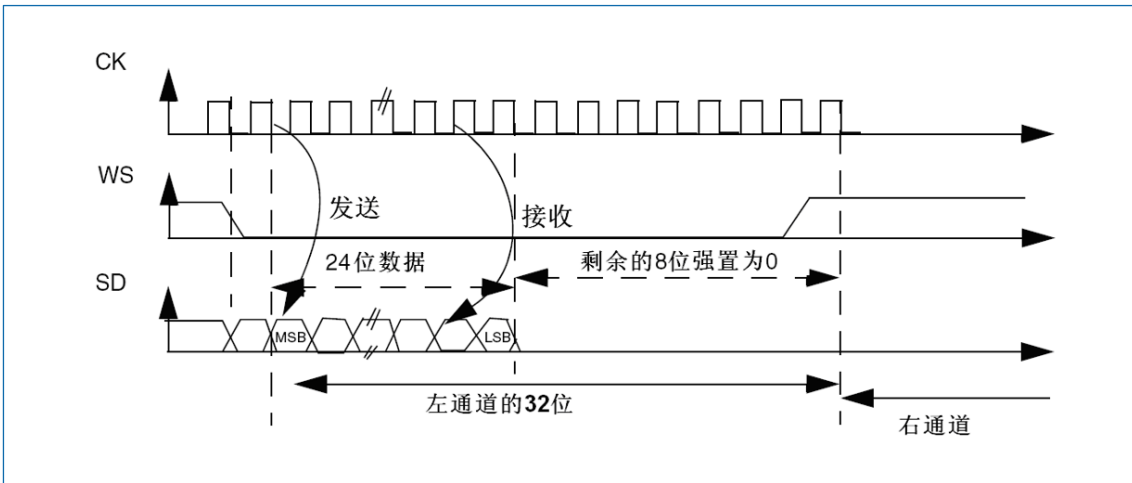 CK
WS
发送
接收
24位数据
剩余的8位强置为0
SD
MSB
LSB
左通道的32位
右通道